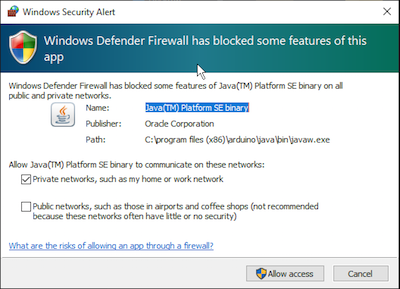 Windows Security Alert
Windows Defender Firewall has blocked some features of this
app
Windows Defender Firewall has blocked some features of Java(TM) Platform SE binary on all
public and private networks.
Name: Java(TM) Platform SE binary
Publisher: Oracle Corporation
Path: C:\program files (x86)\arduino\java\bin\javaw.exe
Allow Java(TM) Platform SE binary to communicate on these networks:
Private networks, such as my home or work network
Public networks, such as those in airports and coffee shops (not recommended
because these networks often have little or no security)
What are the risks of allowing an app through a firewall?
Allow access Cancel